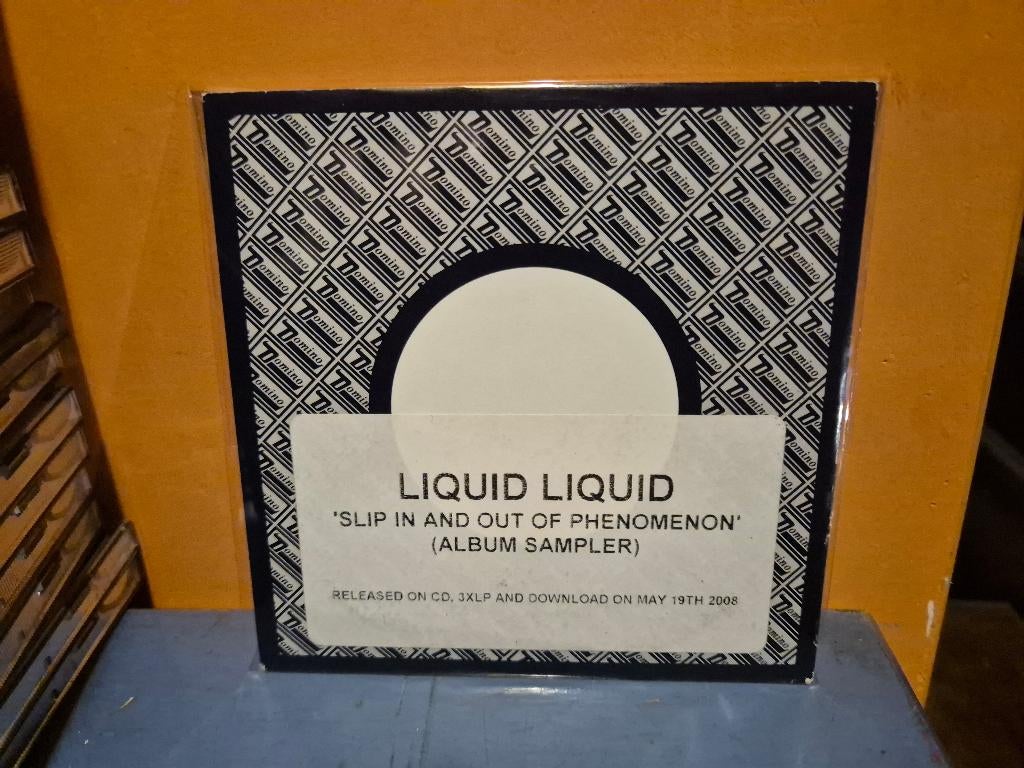 Domino
LIQUID LIQUID
'SLIP IN AND OUT OF PHENOMENON'
(ALBUM SAMPLER)
RELEASED ON CD, 3XLP AND DOWNLOAD ON MAY 19TH 2008